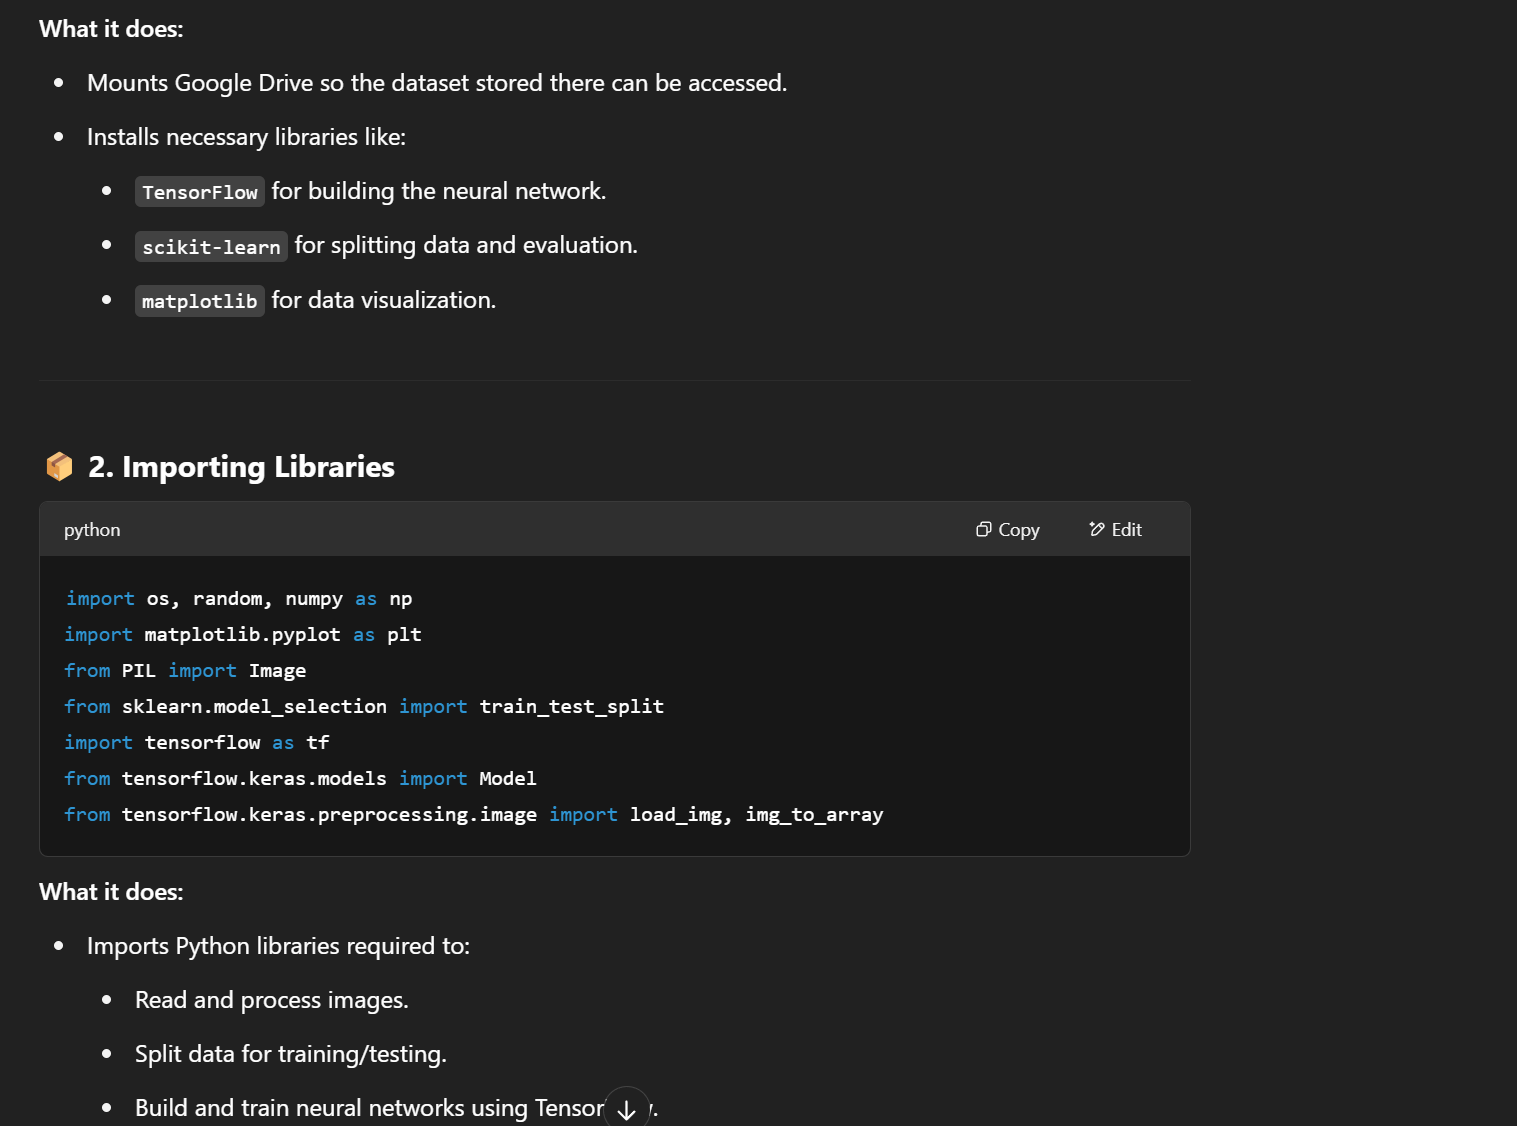 What it does:
Mounts Google Drive so the dataset stored there can be accessed.
Installs necessary libraries like:
TensorFlow for building the neural network.
scikit-learn for splitting data and evaluation.
matplotlib for data visualization.
2. Importing Libraries
python Copy Edit
import os, random, numpy as np
import matplotlib.pyplot as plt
from PIL import Image
from sklearn.model_selection import train_test_split
import tensorflow as tf
from tensorflow.keras.models import Model
from tensorflow.keras.preprocessing.image import load_img, img_to_array
What it does:
Imports Python libraries required to:
Read and process images.
Split data for training/testing.
Build and train neural networks using